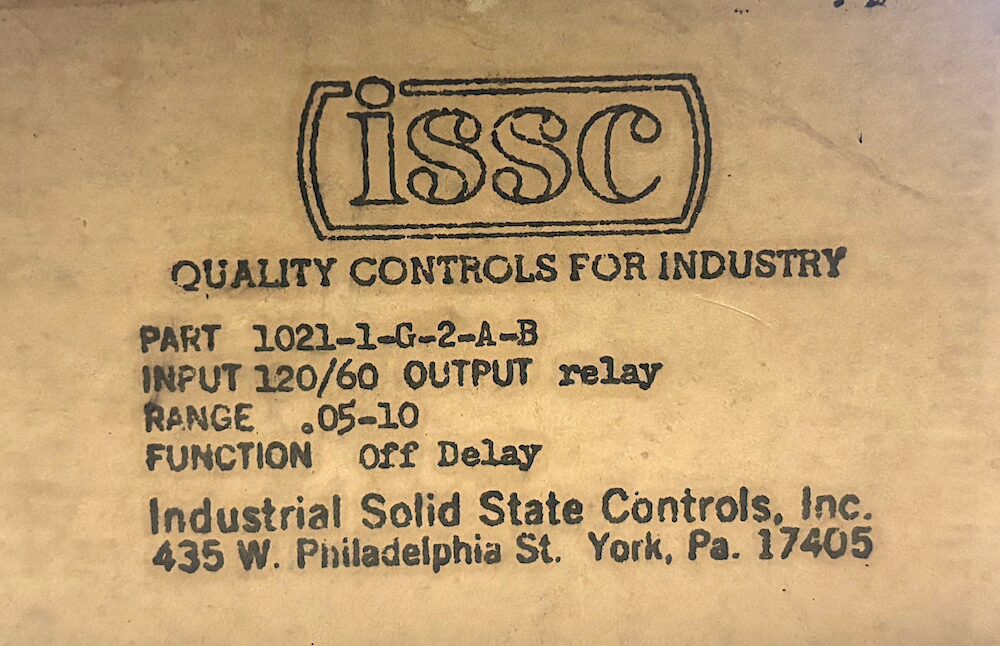 issc
QUALITY CONTROLS FOR INDUSTRY
PART 1021-1-G-2-A-B
INPUT 120/60 OUTPUT relay
RANGE .05-10
FUNCTION Off Delay
Industrial Solid State Controls, Inc.
435 W. Philadelphia St. York, Pa. 17405